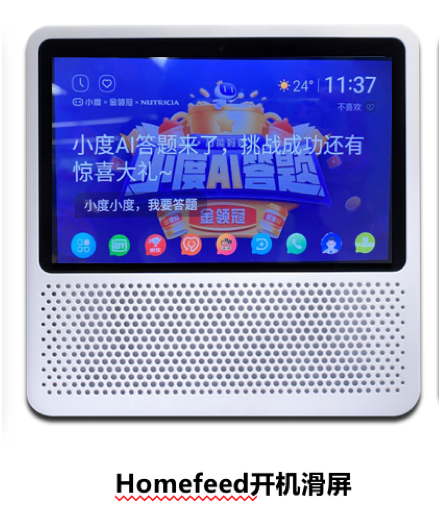 24° 11:37
小度 × 金领冠 × NUTRICIA
不喜欢
小度AI答题来了，挑战成功还有
惊喜大礼~
小度AI答题
小度小度，我要答题
金领冠
Homefeed开机滑屏